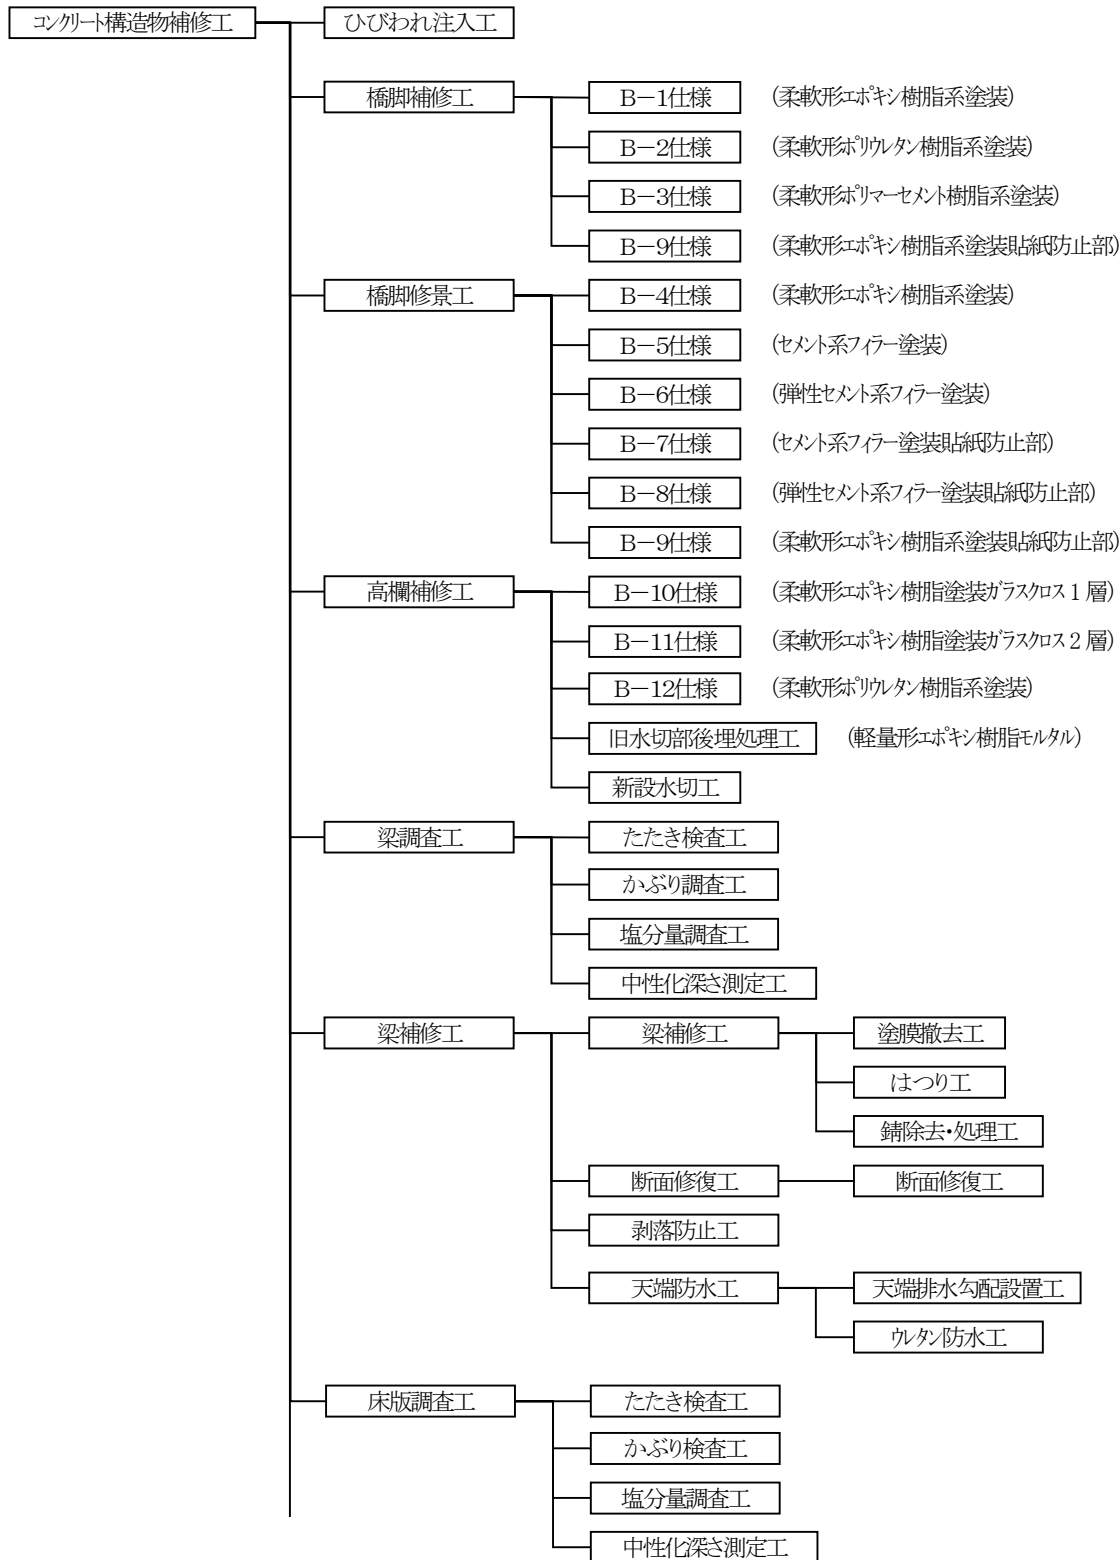 コンクリート構造物補修工 ひびわれ注入工
橋脚補修工 B－1仕様 (柔軟形エポキシ樹脂系塗装)
B－2仕様 (柔軟形ポリウレタン樹脂系塗装)
B－3仕様 (柔軟形ポリマーセメント樹脂系塗装)
B－9仕様 (柔軟形エポキシ樹脂系塗装貼紙防止部)
橋脚修景工 B－4仕様 (柔軟形エポキシ樹脂系塗装)
B－5仕様 (セメント系フィラー塗装)
B－6仕様 (弾性セメント系フィラー塗装)
B－7仕様 (セメント系フィラー塗装貼紙防止部)
B－8仕様 (弾性セメント系フィラー塗装貼紙防止部)
B－9仕様 (柔軟形エポキシ樹脂系塗装貼紙防止部)
高欄補修工 B－10仕様 (柔軟形エポキシ樹脂塗装ガラスクロス1層)
B－11仕様 (柔軟形エポキシ樹脂塗装ガラスクロス2層)
B－12仕様 (柔軟形ポリウレタン樹脂系塗装)
旧水切部後埋処理工 (軽量形エポキシ樹脂モルタル)
新設水切工
梁調査工 たたき検査工
かぶり調査工
塩分量調査工
中性化深さ測定工
梁補修工 梁補修工 塗膜撤去工
はつり工
錆除去・処理工
断面修復工 断面修復工
剥落防止工
天端防水工 天端排水勾配設置工
ウレタン防水工
床版調査工 たたき検査工
かぶり検査工
塩分量調査工
中性化深さ測定工